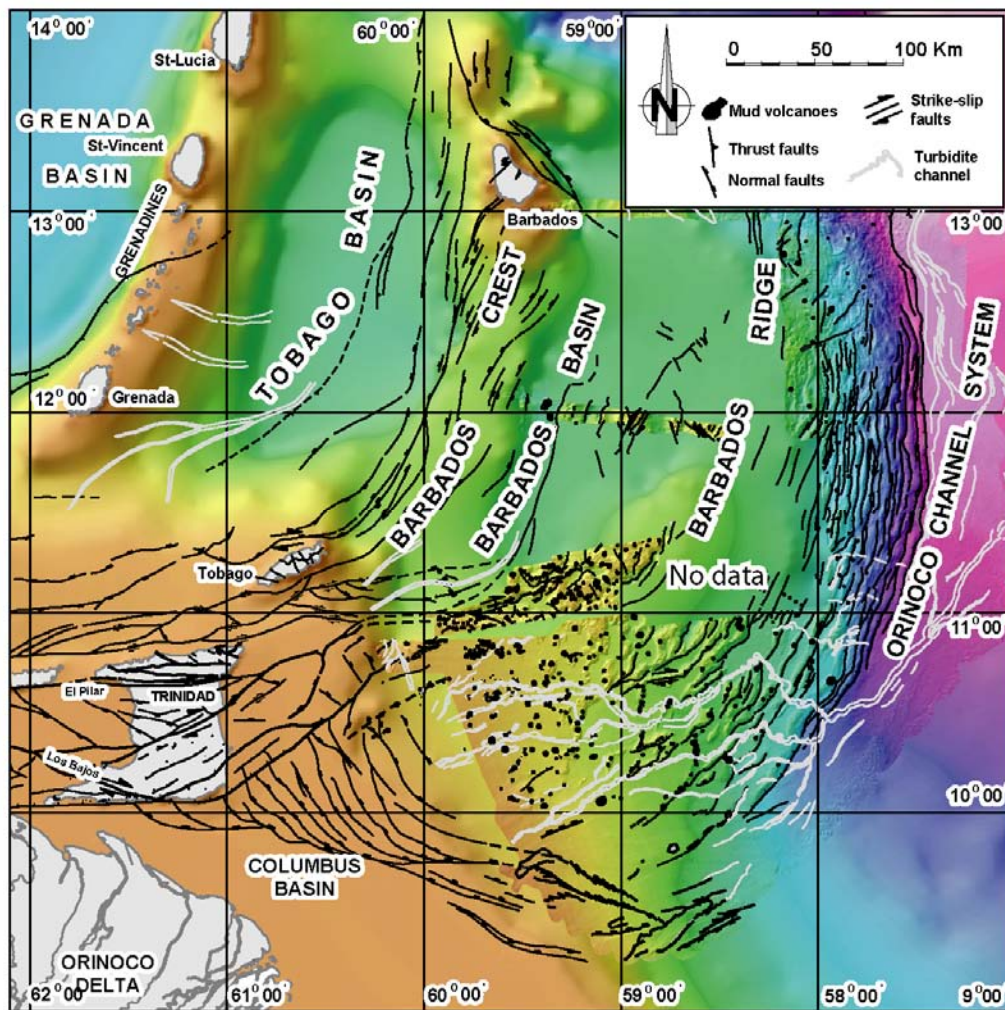 14°00'
60°00'
59°00'
St-Lucia
GRENADA
BASIN
St-Vincent
GRENADINES
13°00'
Grenada
12°00'
TOBAGO
BASIN
Barbados
BARBADOS
CREST
BARBADOS
BASIN
BARBADOS
RIDGE
0 50 100 Km
N
Mud volcanoes
Thrust faults
Normal faults
Strike-slip
faults
Turbidite
channel
13°00'
ORINOCO CHANNEL SYSTEM
Tobago
No data
11°00'
El Pilar
TRINIDAD
Los Bajos
10°00'
COLUMBUS
BASIN
ORINOCO
DELTA
62°00'
61°00'
60°00'
59°00'
58°00'
9°00'